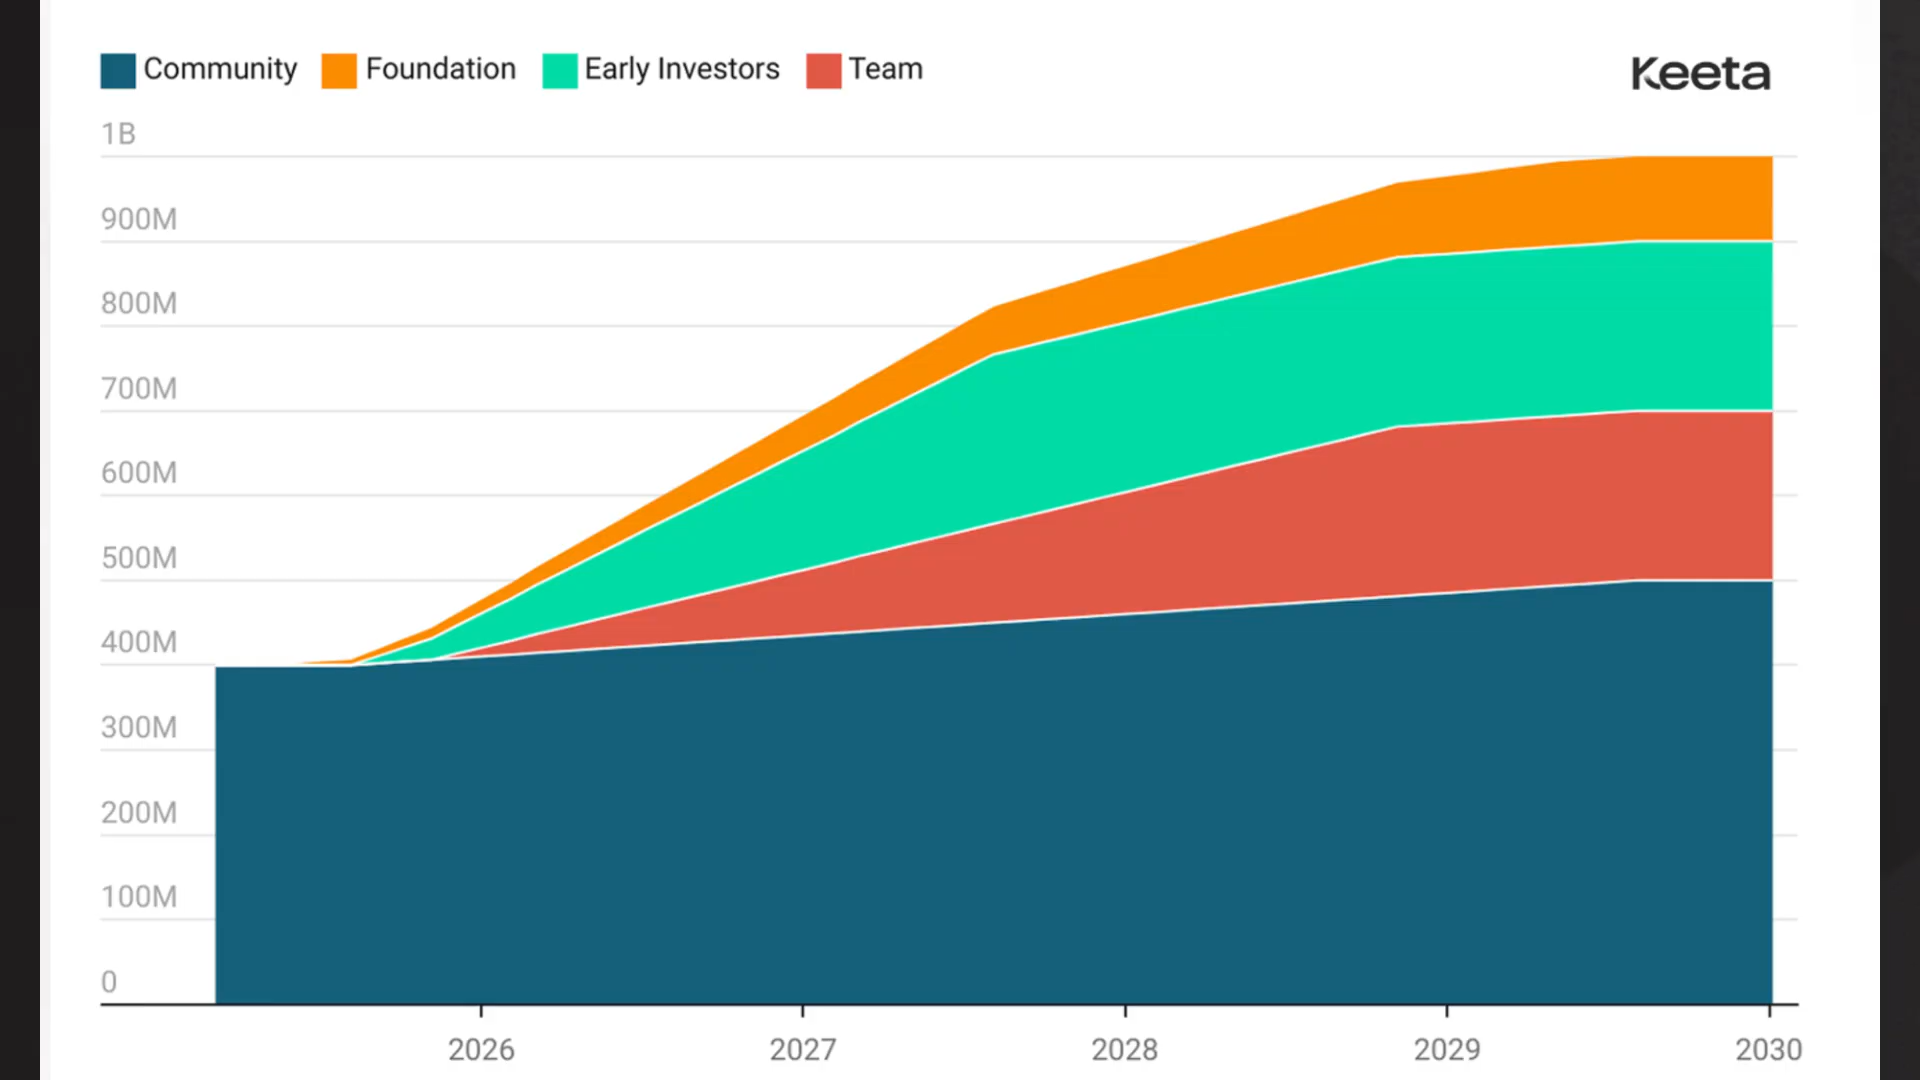 Community Foundation Early Investors Team
Keeta
1B
900M
800M
700M
600M
500M
400M
300M
200M
100M
0
2026 2027 2028 2029 2030